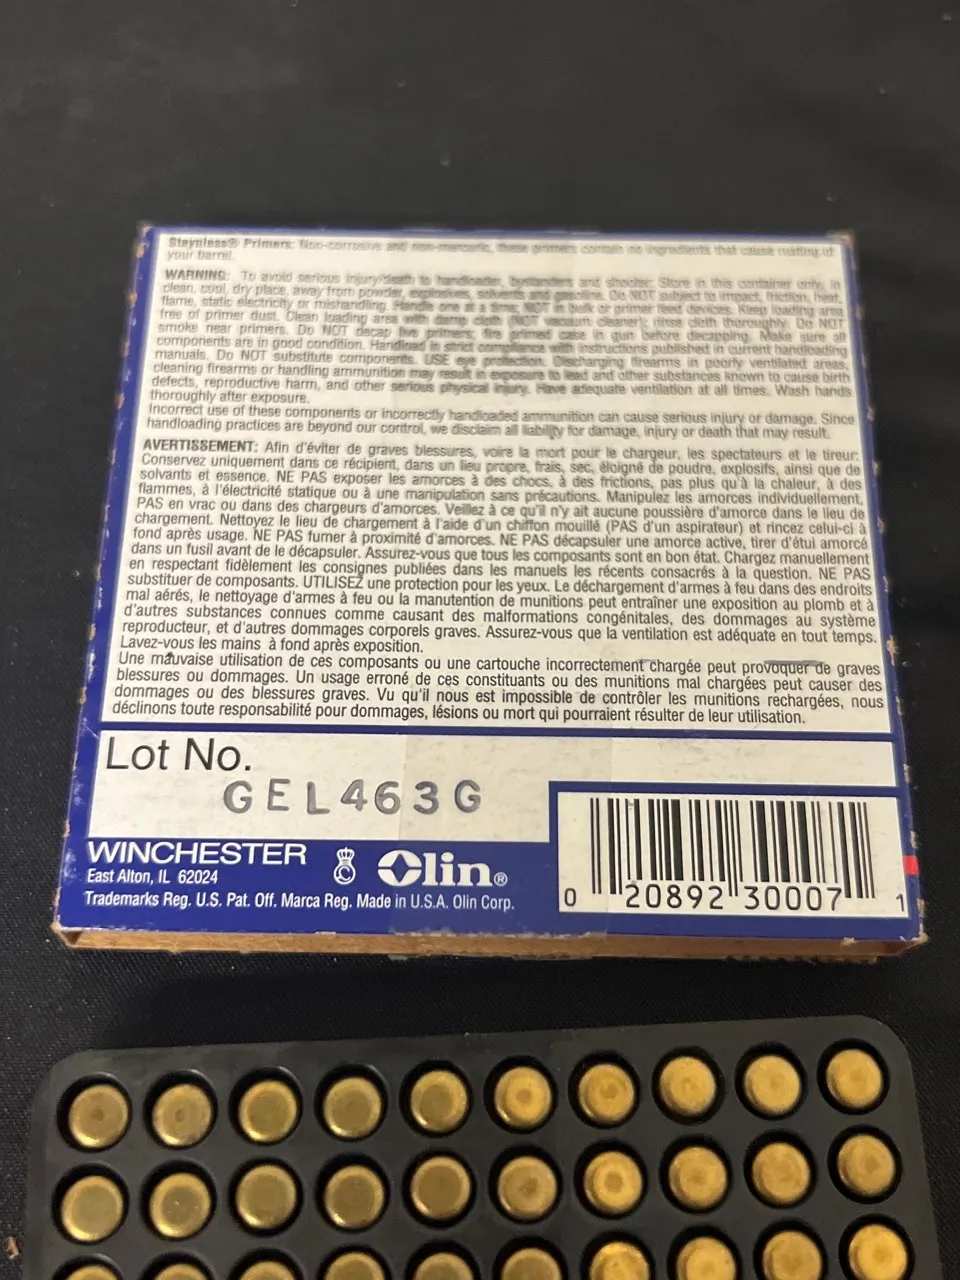 Staynless® Primers: Non-corrosive and non-mercuric, these primers contain no ingredients that cause rusting of
your barrel.
WARNING: To avoid serious injury/death to handloader, bystanders and shooter: Store in this container only, in
clean, cool, dry place, away from powder, explosives, solvents and gasoline. Do NOT subject to impact, friction, heat,
flame, static electricity or mishandling. Handle one at a time; NOT in bulk or primer feed devices. Keep loading area
free of primer dust. Clean loading area with damp cloth (NOT vacuum cleaner); rinse cloth thoroughly. Do NOT
smoke near primers. Do NOT decap live primers; fire primed case in gun before decapping. Make sure all
components are in good condition. Handload in strict compliance with instructions published in current handloading
manuals. Do NOT substitute components. USE eye protection. Discharging firearms in poorly ventilated areas,
cleaning firearms or handling ammunition may result in exposure to lead and other substances known to cause birth
defects, reproductive harm, and other serious physical injury. Have adequate ventilation at all times. Wash hands
thoroughly after exposure.
Incorrect use of these components or incorrectly handloaded ammunition can cause serious injury or damage. Since
handloading practices are beyond our control, we disclaim all liability for damage, injury or death that may result.
AVERTISSEMENT: Afin d'éviter de graves blessures, voire la mort pour le chargeur, les spectateurs et le tireur:
Conservez uniquement dans ce récipient, dans un lieu propre, frais, sec, éloigné de poudre, explosifs, ainsi que de
solvants et essence. NE PAS exposer les amorces à des chocs, à des frictions, pas plus qu'à la chaleur, à des
flammes, à l'électricité statique ou à une manipulation sans précautions. Manipulez les amorces individuellement,
PAS en vrac ou dans des chargeurs d'amorces. Veillez à ce qu'il n'y ait aucune poussière d'amorce dans le lieu de
chargement. Nettoyez le lieu de chargement à l'aide d'un chiffon mouillé (PAS d'un aspirateur) et rincez celui-ci à
fond après usage. NE PAS fumer à proximité d'amorces. NE PAS décapsuler une amorce active, tirer d'étui amorcé
dans un fusil avant de le décapsuler. Assurez-vous que tous les composants sont en bon état. Chargez manuellement
en respectant fidèlement les consignes publiées dans les manuels les récents consacrés à la question. NE PAS
substituer de composants. UTILISEZ une protection pour les yeux. Le déchargement d'armes à feu dans des endroits
mal aérés, le nettoyage d'armes à feu ou la manutention de munitions peut entraîner une exposition au plomb et à
d'autres substances connues comme causant des malformations congénitales, des dommages au système
reproducteur, et d'autres dommages corporels graves. Assurez-vous que la ventilation est adéquate en tout temps.
Lavez-vous les mains à fond après exposition.
Une mauvaise utilisation de ces composants ou une cartouche incorrectement chargée peut provoquer de graves
blessures ou dommages. Un usage erroné de ces constituants ou des munitions mal chargées peut causer des
dommages ou des blessures graves. Vu qu'il nous est impossible de contrôler les munitions rechargées, nous
déclinons toute responsabilité pour dommages, lésions ou mort qui pourraient résulter de leur utilisation.
Lot No.
GEL463G
WINCHESTER
Olin®
East Alton, IL 62024
Trademarks Reg. U.S. Pat. Off. Marca Reg. Made in U.S.A. Olin Corp.
0 20892 30007 1